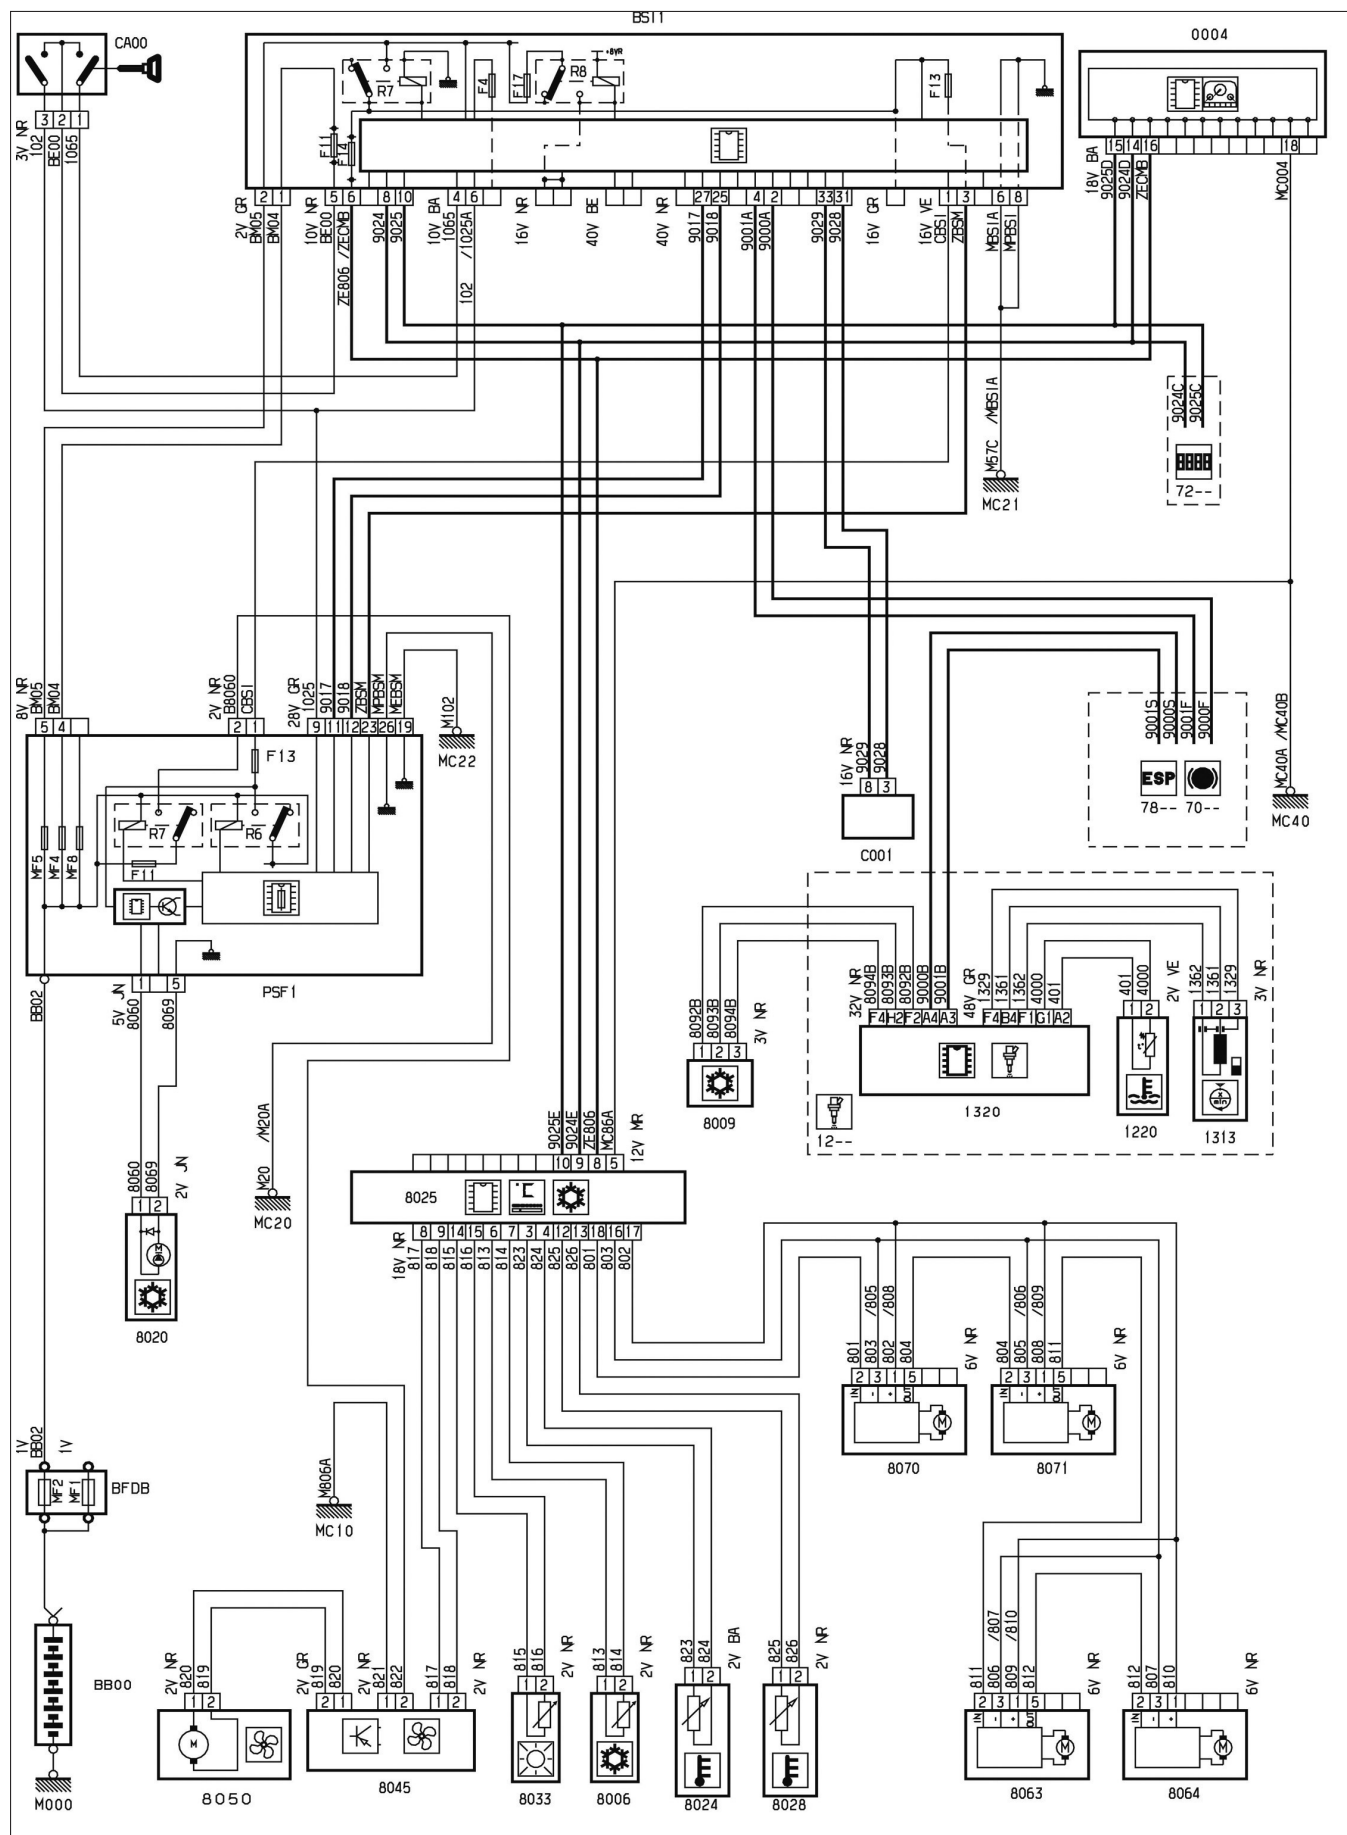 BSI1
CA00
0004
+BVR
R7
F4
F17
R8
F13
F11
F14
3 2 1
3V NR
102
BE00
1065
2 1
5 6
8 10
4 6
27 25
4 2
33 31
1 3
6 8
15 14 16
18
2V GR
BM05
BM04
10V NR
BE00
ZE806 /ZECMB
9024
9025
10V BA
1065
102 /1025A
16V NR
40V BE
40V NR
9017
9018
9001A
9000A
9029
9028
16V GR
16V VE
CBSI
ZBSM
MBSIA
MPBSI
18V BA
9025D
9024D
ZECMB
MC004
9024C
9025C
72--
M57C /MBSIA
MC21
8V NR
BM05
BM04
2V NR
B8060
CBSI
28V GR
1025
9017
9018
ZBSM
MPBSM
MEBSM
M102
MC22
5 4
2 1
9 11 12 23 26 19
F13
R7
R6
MF5
MF4
MF8
F11
1 5
PSF1
BB02
5V JN
8060
8069
16V NR
9029
9028
8 3
C001
9001S
9000S
9001F
9000F
ESP
78--
70--
MC40A /MC40B
MC40
32V NR
8094B
8093B
8092B
9000B
9001B
48V GR
1329
1361
1362
4000
401
F4 H2 F2 A4 A3
F4 B4 F1 G1 A2
1320
12--
401
4000
2V VE
1 2
1220
1362
1361
1329
3V NR
1 2 3
x
min
1313
8092B
8093B
8094B
3V NR
1 2 3
8009
8060
8069
2V JN
1 2
M
8020
M20 /M20A
MC20
9025E
9024E
ZE806
MC86A
12V MR
10 9 8 5
8025
°C
8 9 14 15 6 7 3 4 12 13 18 16 17
18V NR
817
818
815
816
813
814
823
824
825
826
801
803
802
801
803 /805
802 /808
804
6V NR
2 3 1 5
IN - + OUT
M
8070
804
805 /806
808 /809
811
6V NR
2 3 1 5
IN - + OUT
M
8071
1V
BB02
1V
MF2
MF1
BFDB
M806A
MC10
BB00
M000
2V NR
820
819
1 2
M
8050
2V GR
819
820
2V NR
821
822
817
818
2V NR
2 1
1 2
1 2
8045
815
816
2V NR
1 2
8033
813
814
2V NR
1 2
8006
823
824
2V BA
1 2
8024
825
826
2V NR
1 2
8028
811
806 /807
809 /810
812
6V NR
2 3 1 5
IN - + OUT
M
8063
812
807
810
6V NR
2 3 1
IN - +
M
8064